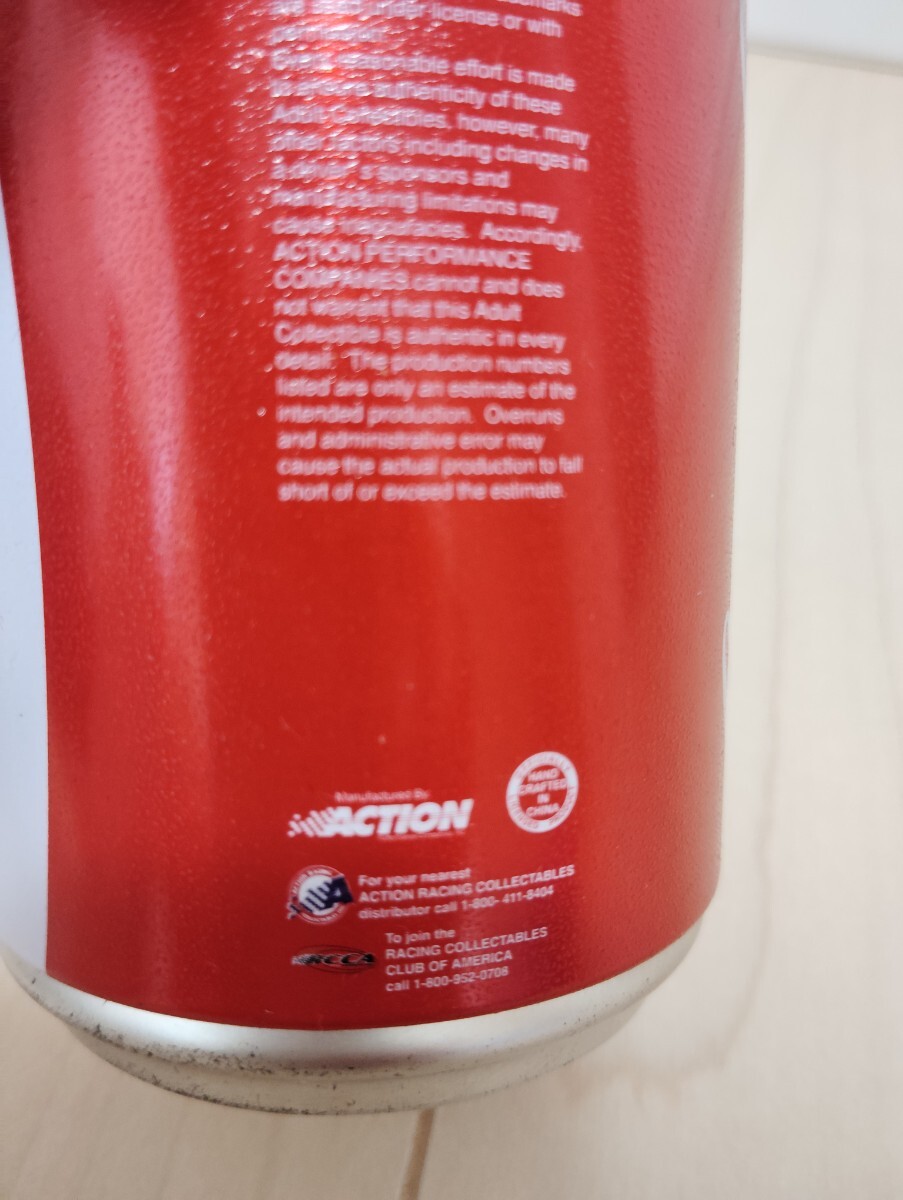 are used under license or with
permission.
Every reasonable effort is made
to ensure authenticity of these
Adult Collectibles, however, many
other factors including changes in
a driver's sponsors and
manufacturing limitations may
cause irregularities. Accordingly,
ACTION PERFORMANCE
COMPANIES cannot and does
not warrant that this Adult
Collectible is authentic in every
detail. The production numbers
listed are only an estimate of the
intended production. Overruns
and administrative error may
cause the actual production to fall
short of or exceed the estimate.
Manufactured By:
ACTION
HAND
CRAFTED
IN
CHINA
For your nearest
ACTION RACING COLLECTABLES
distributor call 1-800- 411-8404
To join the
RACING COLLECTABLES
CLUB OF AMERICA
call 1-800-952-0708
RCCA